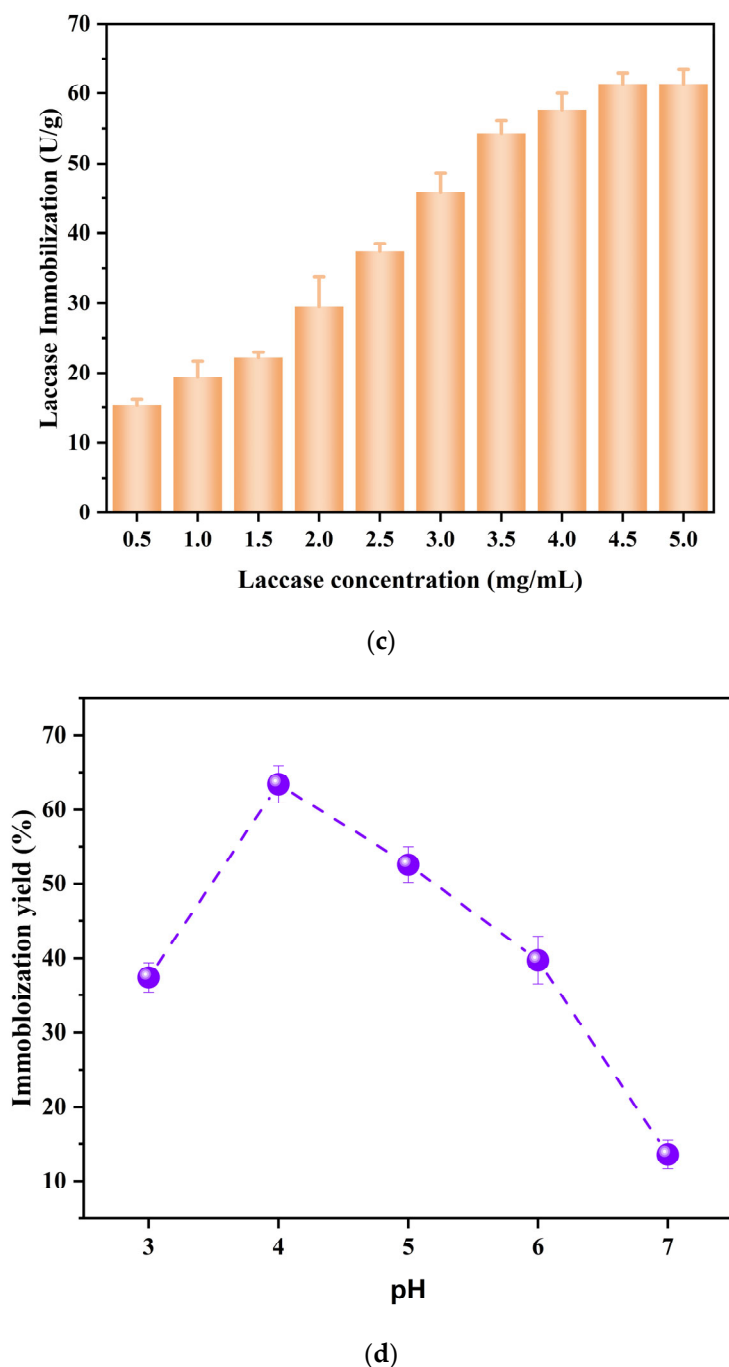 70
60
50
40
30
20
10
0
Laccase Immobilization (U/g)
0.5 1.0 1.5 2.0 2.5 3.0 3.5 4.0 4.5 5.0
Laccase concentration (mg/mL)
(c)
70
60
50
40
30
20
10
Immobloization yield (%)
3 4 5 6 7
pH
(d)